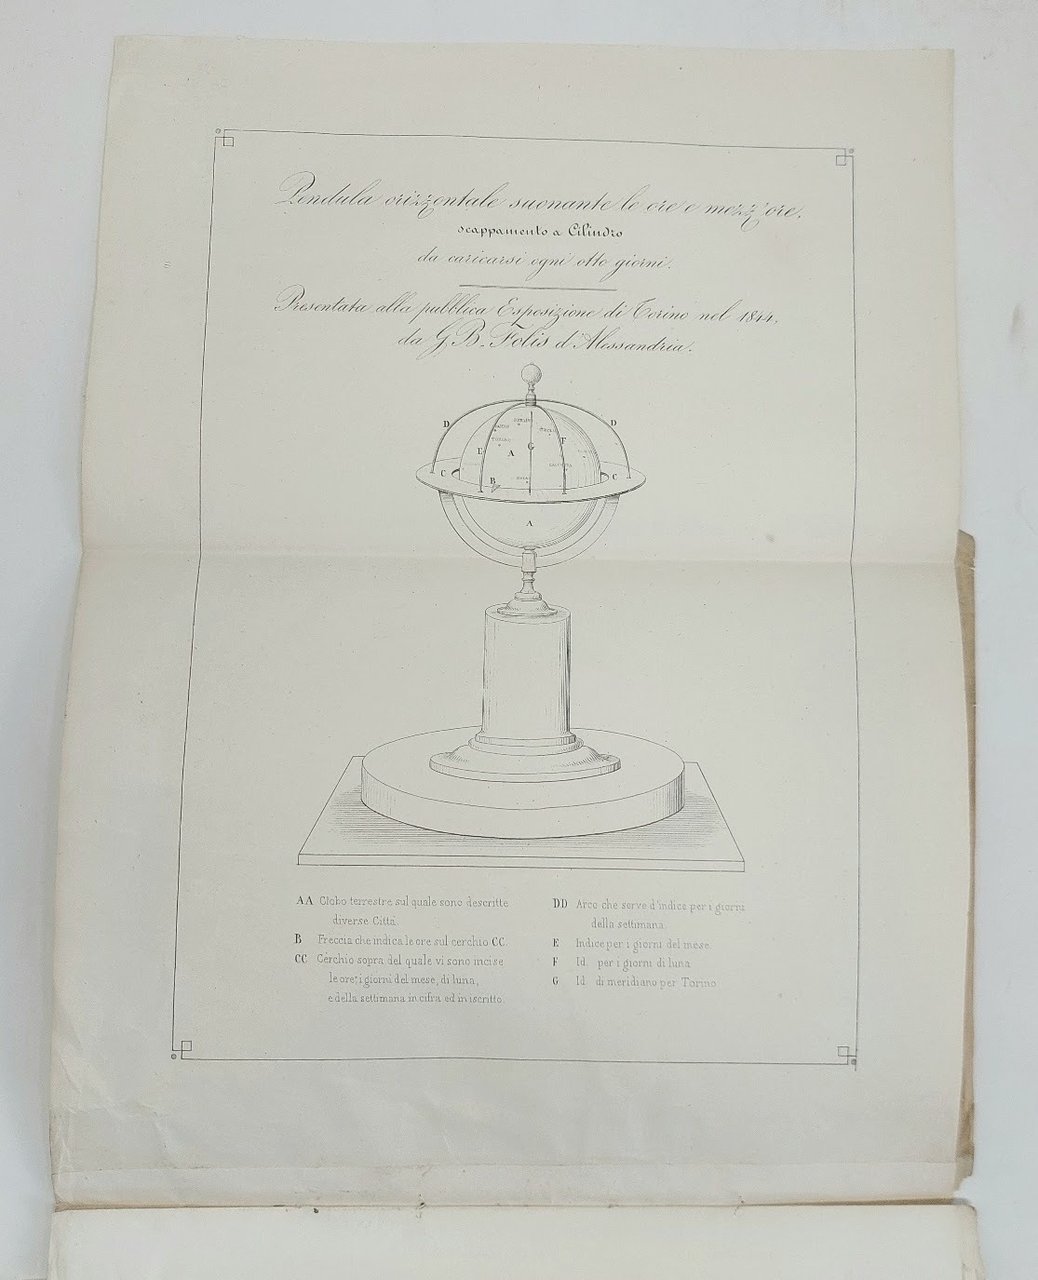 Pendula orizzontale suonante le ore e mezz'ore.
scappamento a Cilindro
da caricarsi ogni otto giorni.
Presentata alla pubblica Esposizione di Torino nel 1844.
da G. B. Folis d'Alessandria.
D
D
E
A
G
F
C
B
C
A
AA Globo terrestre sul quale sono descritte
diverse Città.
B Freccia che indica le ore sul cerchio CC.
CC Cerchio sopra del quale vi sono incise
le ore, i giorni del mese, di luna,
e della settimana in cifra ed in iscritto.
DD Arco che serve d'indice per i giorni
della settimana.
E Indice per i giorni del mese.
F Id. per i giorni di luna
G Id di meridiano per Torino